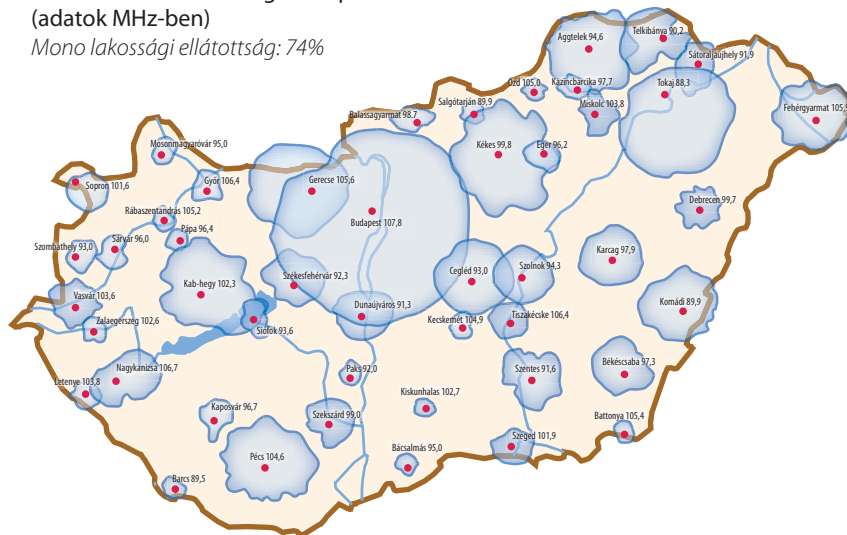 (adatok MHz-ben)
Mono lakossági ellátottság: 74%
Aggtelek 94,6
Telkibánya 90,2
Sátoraljaújhely 91,9
Ózd 105,0
Kazincbarcika 97,7
Tokaj 88,3
Salgótarján 89,9
Miskolc 103,8
Fehérgyarmat 105,9
Balassagyarmat 98,7
Mosonmagyaróvár 95,0
Kékes 99,8
Eger 96,2
Sopron 101,6
Győr 106,4
Gerecse 105,6
Debrecen 99,7
Rábaszentandrás 105,2
Budapest 107,8
Pápa 96,4
Szombathely 93,0
Sárvár 96,0
Karcag 97,9
Székesfehérvár 92,3
Cegléd 93,0
Szolnok 94,3
Kab-hegy 102,3
Vasvár 103,6
Dunaújváros 91,3
Komádi 89,9
Zalaegerszeg 102,6
Siófok 93,6
Kecskemét 104,9
Tiszakécske 106,4
Nagykanizsa 106,7
Paks 92,0
Szentes 91,6
Békéscsaba 97,3
Letenye 103,8
Kiskunhalas 102,7
Kaposvár 96,7
Szekszárd 99,0
Battonya 105,4
Szeged 101,9
Pécs 104,6
Bácsalmás 95,0
Barcs 89,5